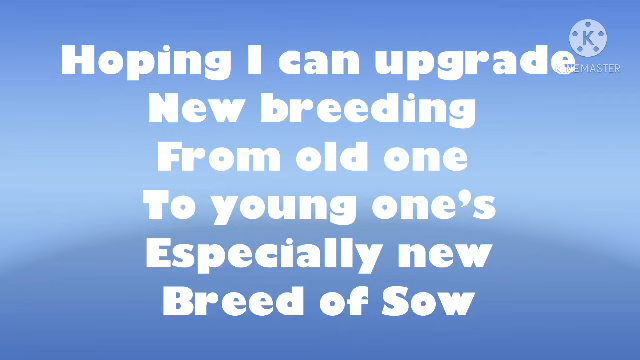 Hoping I can upgrade
New breeding
From old one
To young one's
Especially new
Breed of Sow
K
KINEMASTER